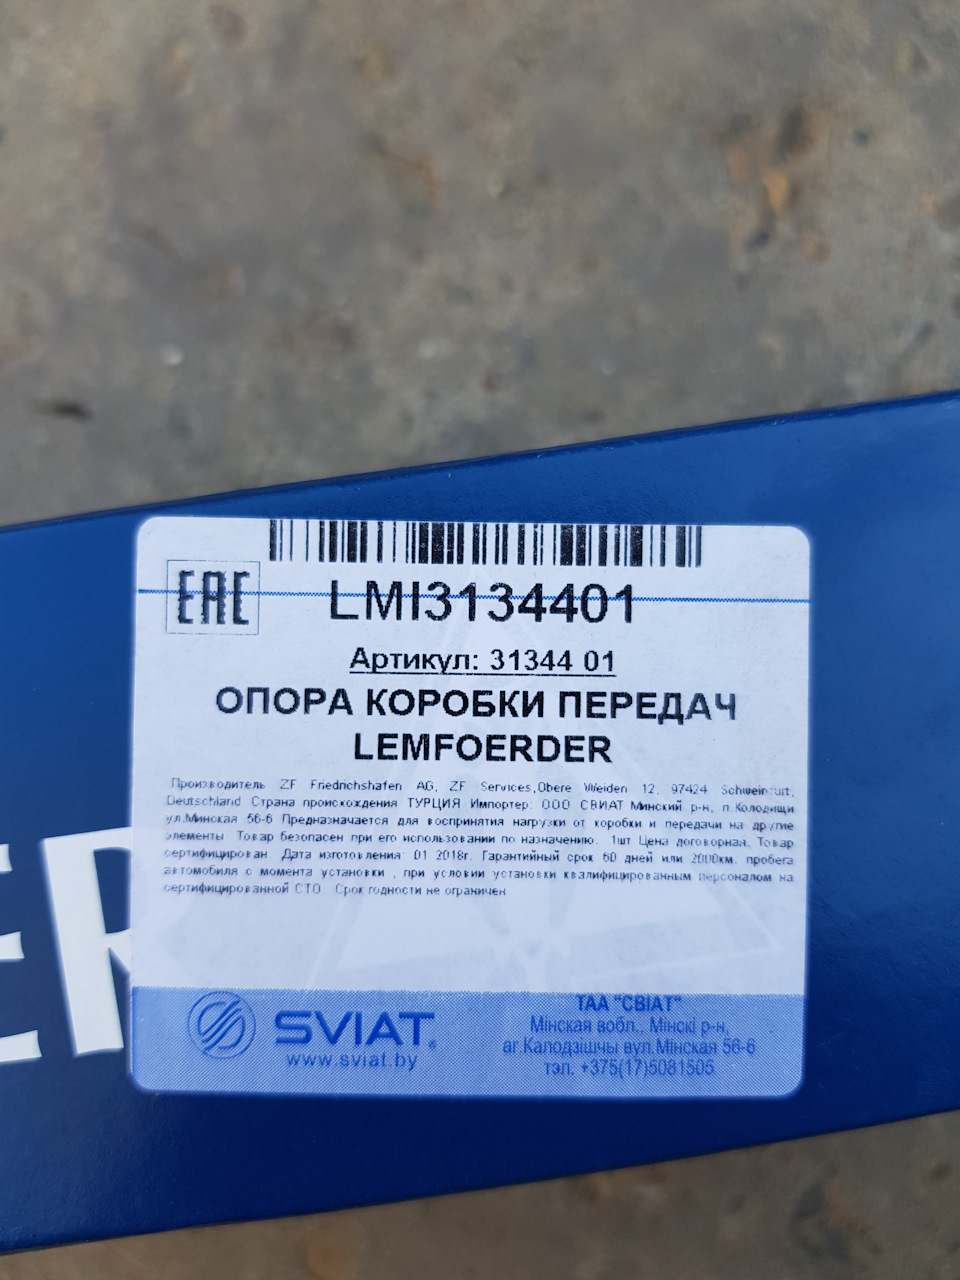 EAC
LMI3134401
Артикул: 31344 01
ОПОРА КОРОБКИ ПЕРЕДАЧ
LEMFOERDER
Производитель ZF Friedrichshafen AG, ZF Services,Obere Weiden 12, 97424 Schweinfurt,
Deutschland Страна происхождения ТУРЦИЯ Импортер: ООО СВИАТ Минский р-н, п.Колодищи
ул.Минская 56-6 Предназначается для восприятия нагрузки от коробки и передачи на другие
элементы Товар безопасен при его использовании по назначению. 1шт Цена договорная. Товар
сертифицирован Дата изготовления: 01 2018г. Гарантийный срок 60 дней или 2000км. пробега
автомобиля с момента установки , при условии установки квалифицированным персоналом на
сертифицированной СТО Срок годности не ограничен
ER
SVIAT
www.sviat.by
ТАА "СВІАТ"
Мінская вобл., Мінскі р-н,
аг.Калодзішчы вул.Мінская 56-6
тэл. +375(17)5081505